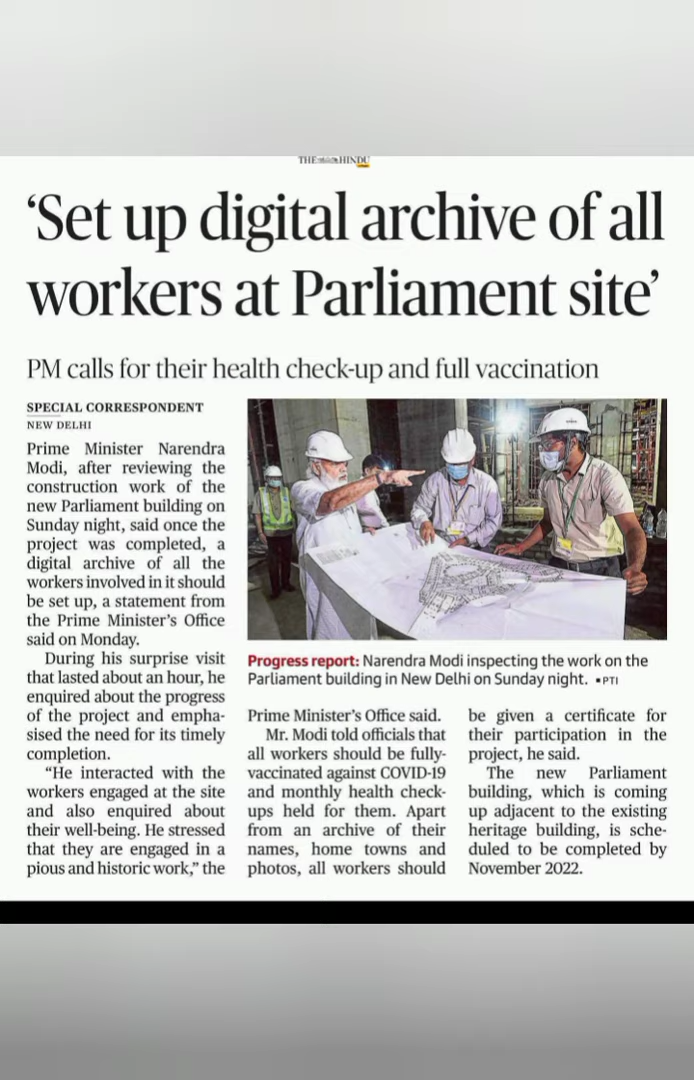 THE HINDU
‘Set up digital archive of all
workers at Parliament site’
PM calls for their health check-up and full vaccination
SPECIAL CORRESPONDENT
NEW DELHI
Prime Minister Narendra
Modi, after reviewing the
construction work of the
new Parliament building on
Sunday night, said once the
project was completed, a
digital archive of all the
workers involved in it should
be set up, a statement from
the Prime Minister’s Office
said on Monday.
During his surprise visit
that lasted about an hour, he
enquired about the progress
of the project and empha-
sised the need for its timely
completion.
“He interacted with the
workers engaged at the site
and also enquired about
their well-being. He stressed
that they are engaged in a
pious and historic work,” the
Progress report: Narendra Modi inspecting the work on the
Parliament building in New Delhi on Sunday night. ▪PTI
Prime Minister’s Office said.
Mr. Modi told officials that
all workers should be fully-
vaccinated against COVID-19
and monthly health check-
ups held for them. Apart
from an archive of their
names, home towns and
photos, all workers should
be given a certificate for
their participation in the
project, he said.
The new Parliament
building, which is coming
up adjacent to the existing
heritage building, is sche-
duled to be completed by
November 2022.